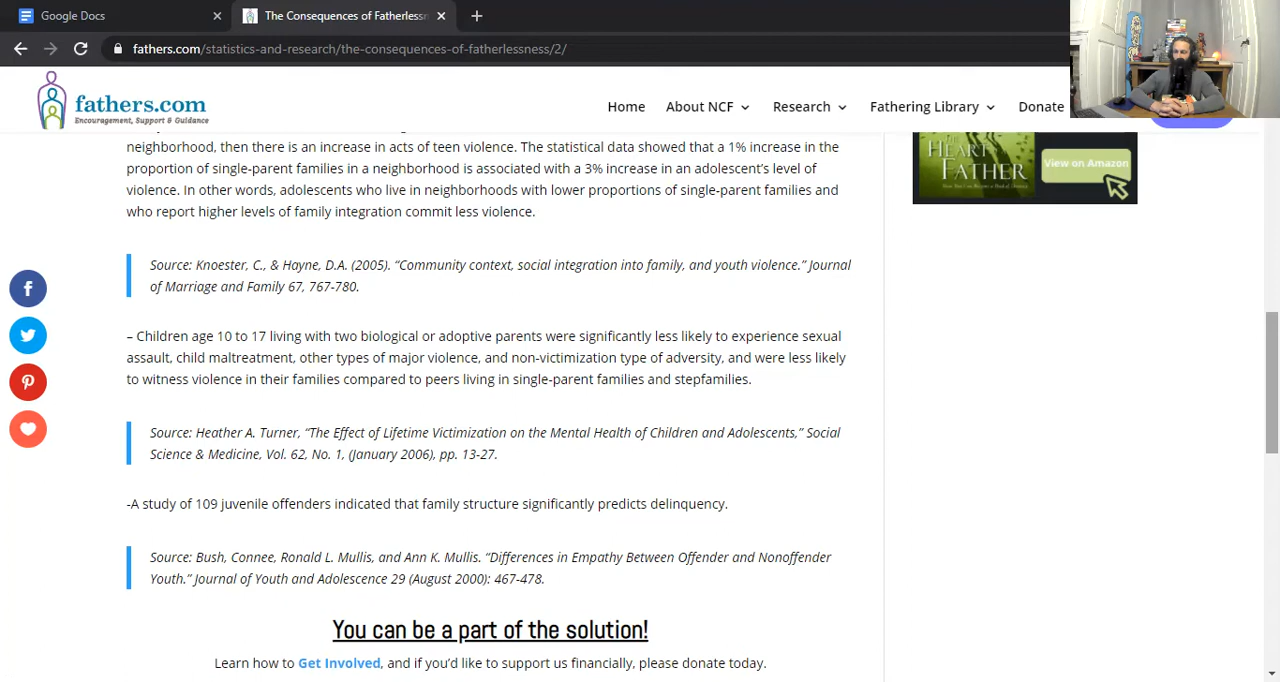 Google Docs
The Consequences of Fatherlessn
fathers.com/statistics-and-research/the-consequences-of-fatherlessness/2/
fathers.com
Encouragement, Support & Guidance
Home About NCF Research Fathering Library Donate
neighborhood, then there is an increase in acts of teen violence. The statistical data showed that a 1% increase in the
proportion of single-parent families in a neighborhood is associated with a 3% increase in an adolescent's level of
violence. In other words, adolescents who live in neighborhoods with lower proportions of single-parent families and
who report higher levels of family integration commit less violence.
Source: Knoester, C., & Hayne, D.A. (2005). “Community context, social integration into family, and youth violence.” Journal
of Marriage and Family 67, 767-780.
– Children age 10 to 17 living with two biological or adoptive parents were significantly less likely to experience sexual
assault, child maltreatment, other types of major violence, and non-victimization type of adversity, and were less likely
to witness violence in their families compared to peers living in single-parent families and stepfamilies.
Source: Heather A. Turner, “The Effect of Lifetime Victimization on the Mental Health of Children and Adolescents,” Social
Science & Medicine, Vol. 62, No. 1, (January 2006), pp. 13-27.
-A study of 109 juvenile offenders indicated that family structure significantly predicts delinquency.
Source: Bush, Connee, Ronald L. Mullis, and Ann K. Mullis. “Differences in Empathy Between Offender and Nonoffender
Youth.” Journal of Youth and Adolescence 29 (August 2000): 467-478.
You can be a part of the solution!
Learn how to Get Involved, and if you'd like to support us financially, please donate today.
HEART
FATHER
View on Amazon